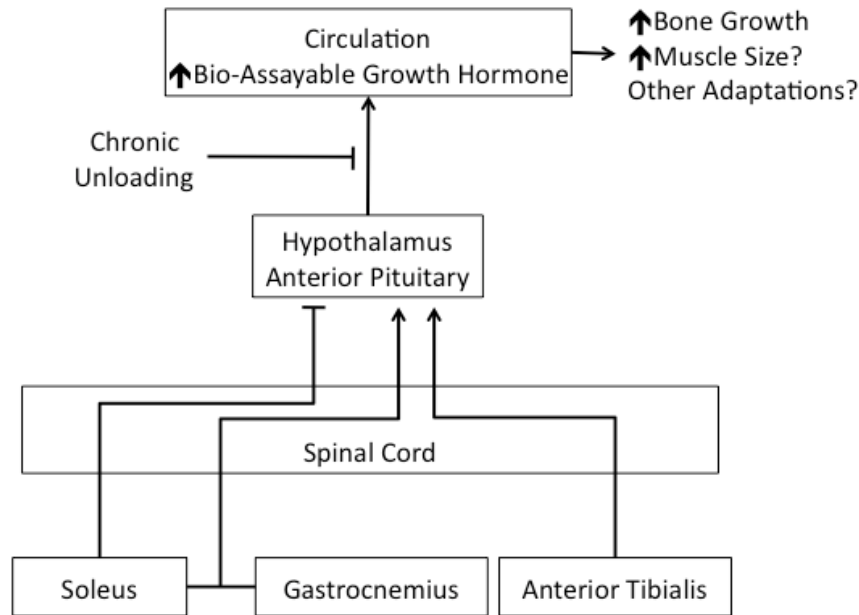 Circulation
🡅Bio-Assayable Growth Hormone
🡅Bone Growth
🡅Muscle Size?
Other Adaptations?
Chronic
Unloading
Hypothalamus
Anterior Pituitary
Spinal Cord
Soleus
Gastrocnemius
Anterior Tibialis